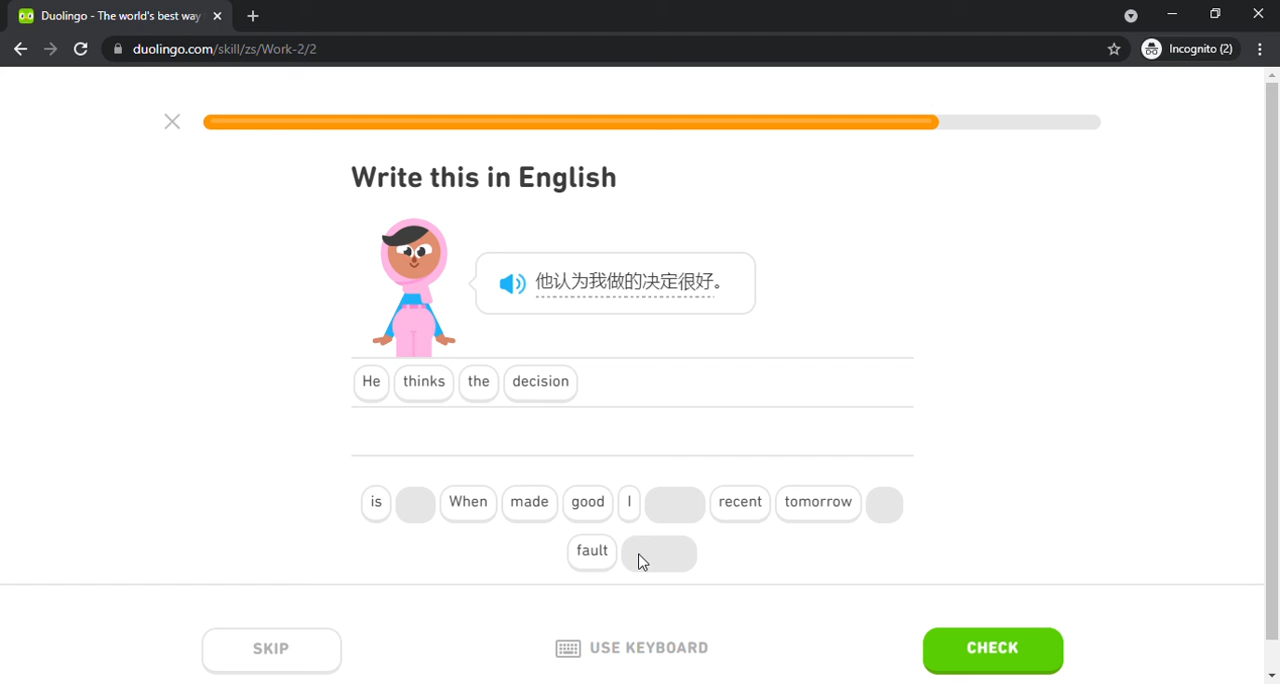 Duolingo - The world's best way
duolingo.com/skill/zs/Work-2/2
Incognito (2)
Write this in English
他认为我做的决定很好。
He thinks the decision
is When made good I recent tomorrow
fault
SKIP USE KEYBOARD CHECK